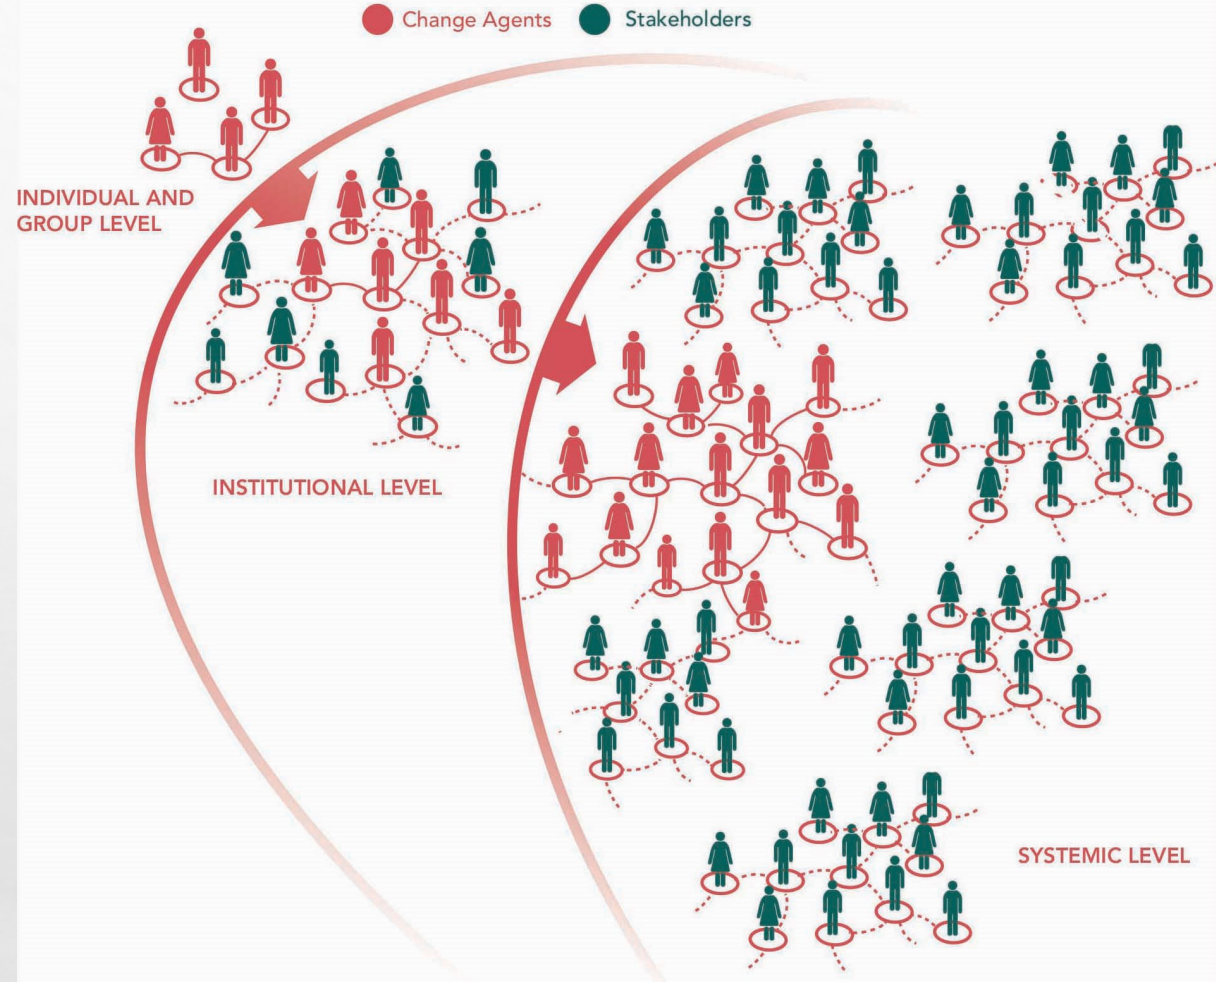 Change Agents
Stakeholders
INDIVIDUAL AND
GROUP LEVEL
INSTITUTIONAL LEVEL
SYSTEMIC LEVEL